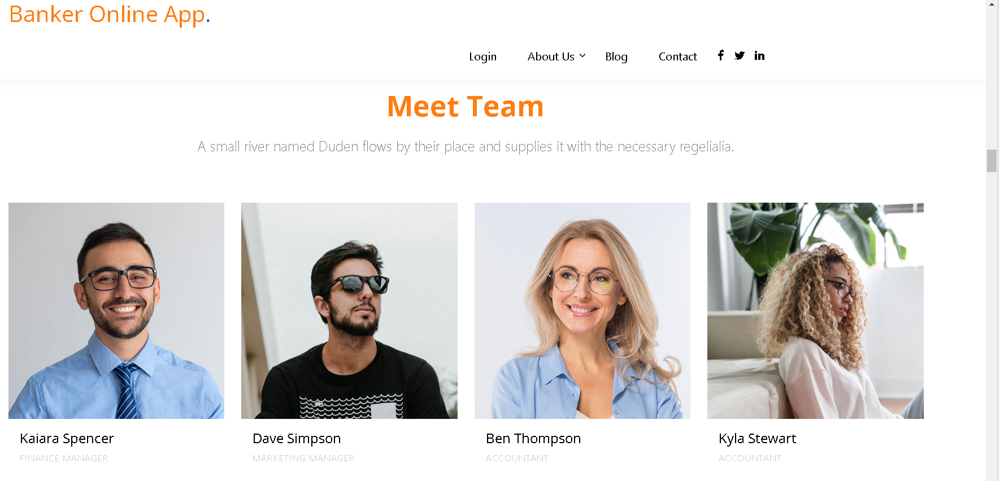 Banker Online App.
Login About Us Blog Contact
Meet Team
A small river named Duden flows by their place and supplies it with the necessary regelialia.
Kaiara Spencer Dave Simpson Ben Thompson Kyla Stewart
FINANCE MANAGER MARKETING MANAGER ACCOUNTANT ACCOUNTANT